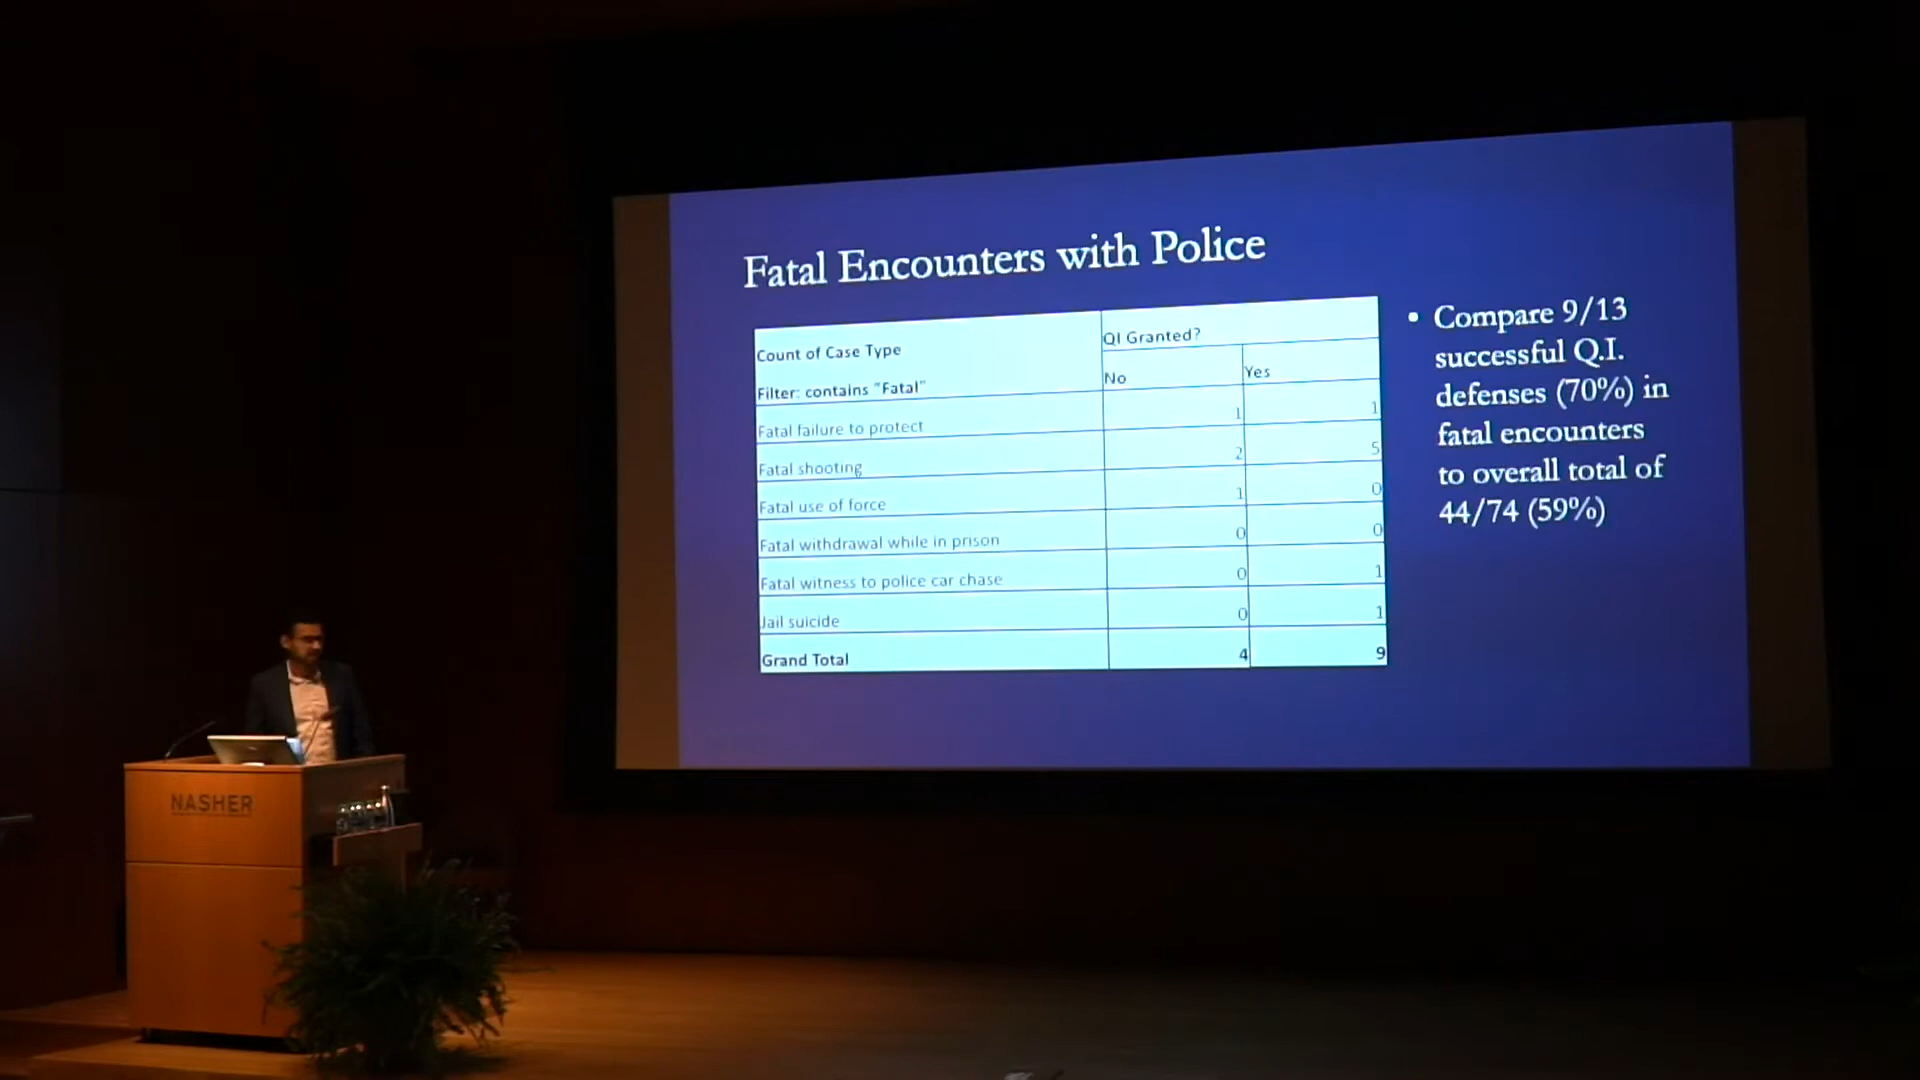 Fatal Encounters with Police
Count of Case Type
Filter: contains "Fatal"
QI Granted?
No Yes
Fatal failure to protect 1 1
Fatal shooting 2 5
Fatal use of force 1 0
Fatal withdrawal while in prison 0 0
Fatal witness to police car chase 0 1
Jail suicide 0 1
Grand Total 4 9
• Compare 9/13
successful Q.I.
defenses (70%) in
fatal encounters
to overall total of
44/74 (59%)
NASHER